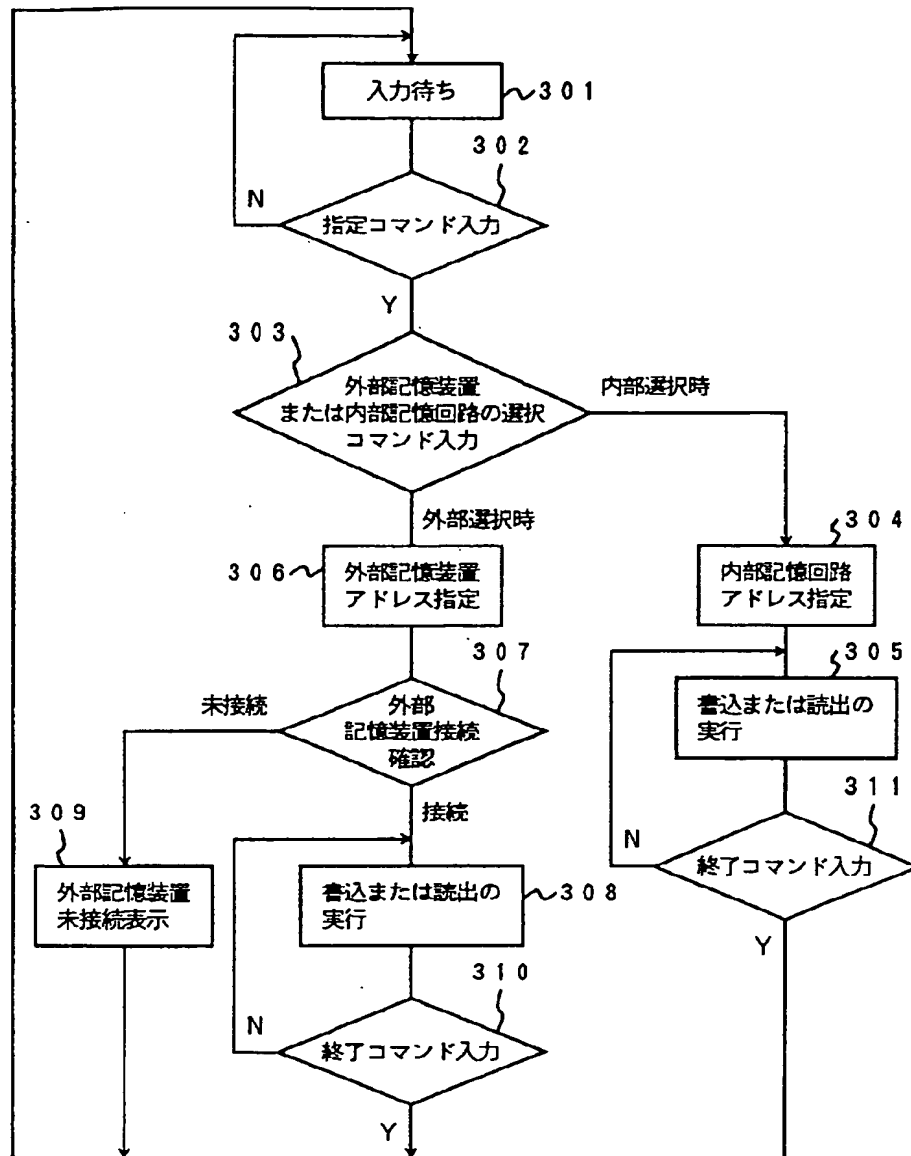 入力待ち
301
302
N
指定コマンド入力
Y
303
外部記憶装置
または内部記憶回路の選択
コマンド入力
内部選択時
外部選択時
304
306
外部記憶装置
アドレス指定
内部記憶回路
アドレス指定
307
305
未接続
外部
記憶装置接続
確認
書込または読出の
実行
309
接続
311
N
外部記憶装置
未接続表示
書込または読出の
実行
308
終了コマンド入力
310
Y
N
終了コマンド入力
Y